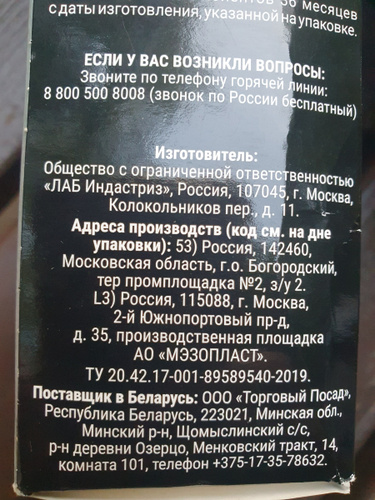 36 месяцев
с даты изготовления, указанной на упаковке.
ЕСЛИ У ВАС ВОЗНИКЛИ ВОПРОСЫ:
Звоните по телефону горячей линии:
8 800 500 8008 (звонок по России бесплатный)
Изготовитель:
Общество с ограниченной ответственностью
«ЛАБ Индастриз», Россия, 107045, г. Москва,
Колокольников пер., д. 11.
Адреса производств (код см. на дне
упаковки): 53) Россия, 142460,
Московская область, г.о. Богородский,
тер промплощадка №2, з/у 2.
L3) Россия, 115088, г. Москва,
2-й Южнопортовый пр-д,
д. 35, производственная площадка
АО «МЭЗОПЛАСТ».
ТУ 20.42.17-001-89589540-2019.
Поставщик в Беларусь: ООО «Торговый Посад»,
Республика Беларусь, 223021, Минская обл.,
Минский р-н, Щомыслинский с/с,
р-н деревни Озерцо, Менковский тракт, 14,
комната 101, телефон +375-17-35-78632.